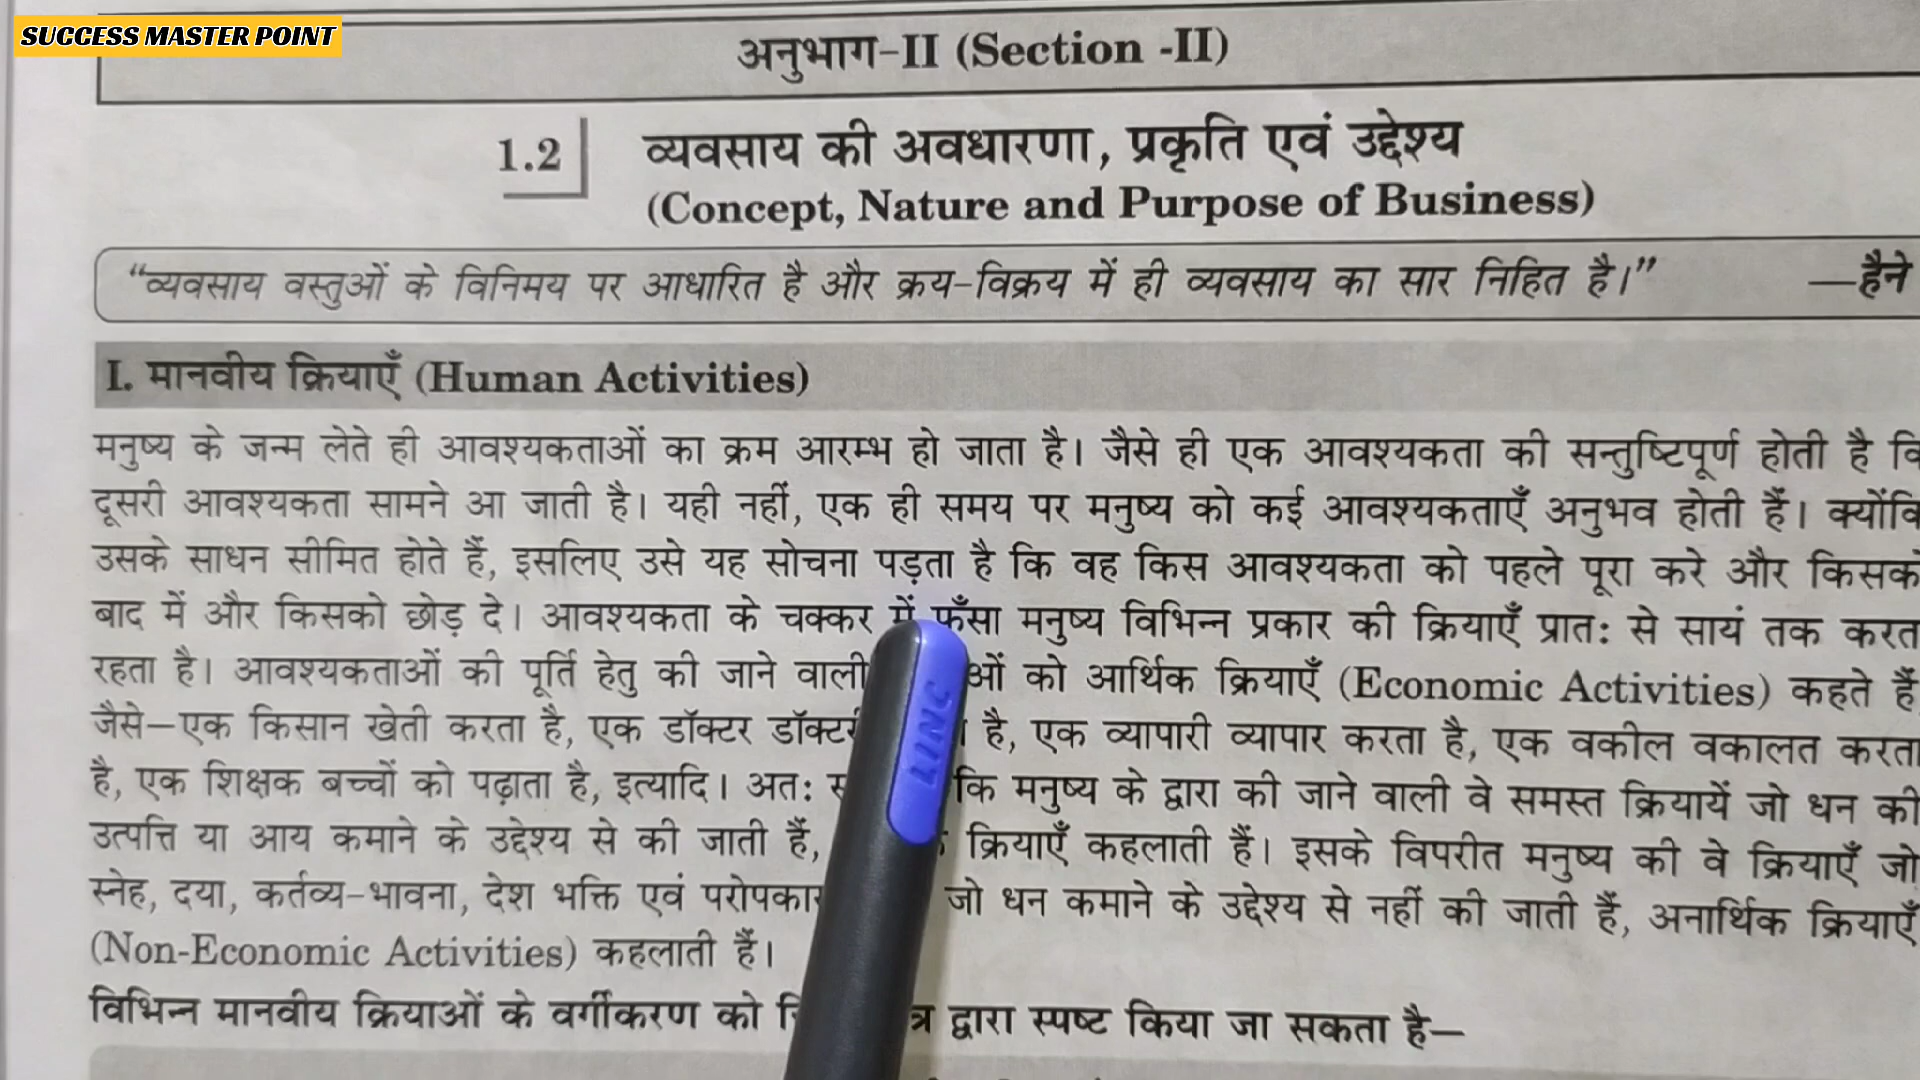 SUCCESS MASTER POINT
अनुभाग-II (Section -II)
1.2 व्यवसाय की अवधारणा, प्रकृति एवं उद्देश्य
(Concept, Nature and Purpose of Business)
“व्यवसाय वस्तुओं के विनिमय पर आधारित है और क्रय-विक्रय में ही व्यवसाय का सार निहित है।” —हैने
I. मानवीय क्रियाएँ (Human Activities)
मनुष्य के जन्म लेते ही आवश्यकताओं का क्रम आरम्भ हो जाता है। जैसे ही एक आवश्यकता की सन्तुष्टिपूर्ण होती है
दूसरी आवश्यकता सामने आ जाती है। यही नहीं, एक ही समय पर मनुष्य को कई आवश्यकताएँ अनुभव होती हैं।
उसके साधन सीमित होते हैं, इसलिए उसे यह सोचना पड़ता है कि वह किस आवश्यकता को पहले पूरा करे और
बाद में और किसको छोड़ दे। आवश्यकता के चक्कर में फँसा मनुष्य विभिन्न प्रकार की क्रियाएँ प्रातः से सायं तक
रहता है। आवश्यकताओं की पूर्ति हेतु की जाने वाली को आर्थिक क्रियाएँ (Economic Activities) कहते हैं
जैसे—एक किसान खेती करता है, एक डॉक्टर है, एक व्यापारी व्यापार करता है, एक वकील वकालत करता
है, एक शिक्षक बच्चों को पढ़ाता है, इत्यादि। अतः कि मनुष्य के द्वारा की जाने वाली वे समस्त क्रियायें जो धन की
उत्पत्ति या आय कमाने के उद्देश्य से की जाती हैं, क्रियाएँ कहलाती हैं। इसके विपरीत मनुष्य की वे क्रियाएँ जो
स्नेह, दया, कर्तव्य-भावना, देश भक्ति एवं जो धन कमाने के उद्देश्य से नहीं की जाती हैं, अनार्थिक क्रियाएँ
(Non-Economic Activities) कहलाती हैं।
विभिन्न मानवीय क्रियाओं के वर्गीकरण को द्वारा स्पष्ट किया जा सकता है—
LINC